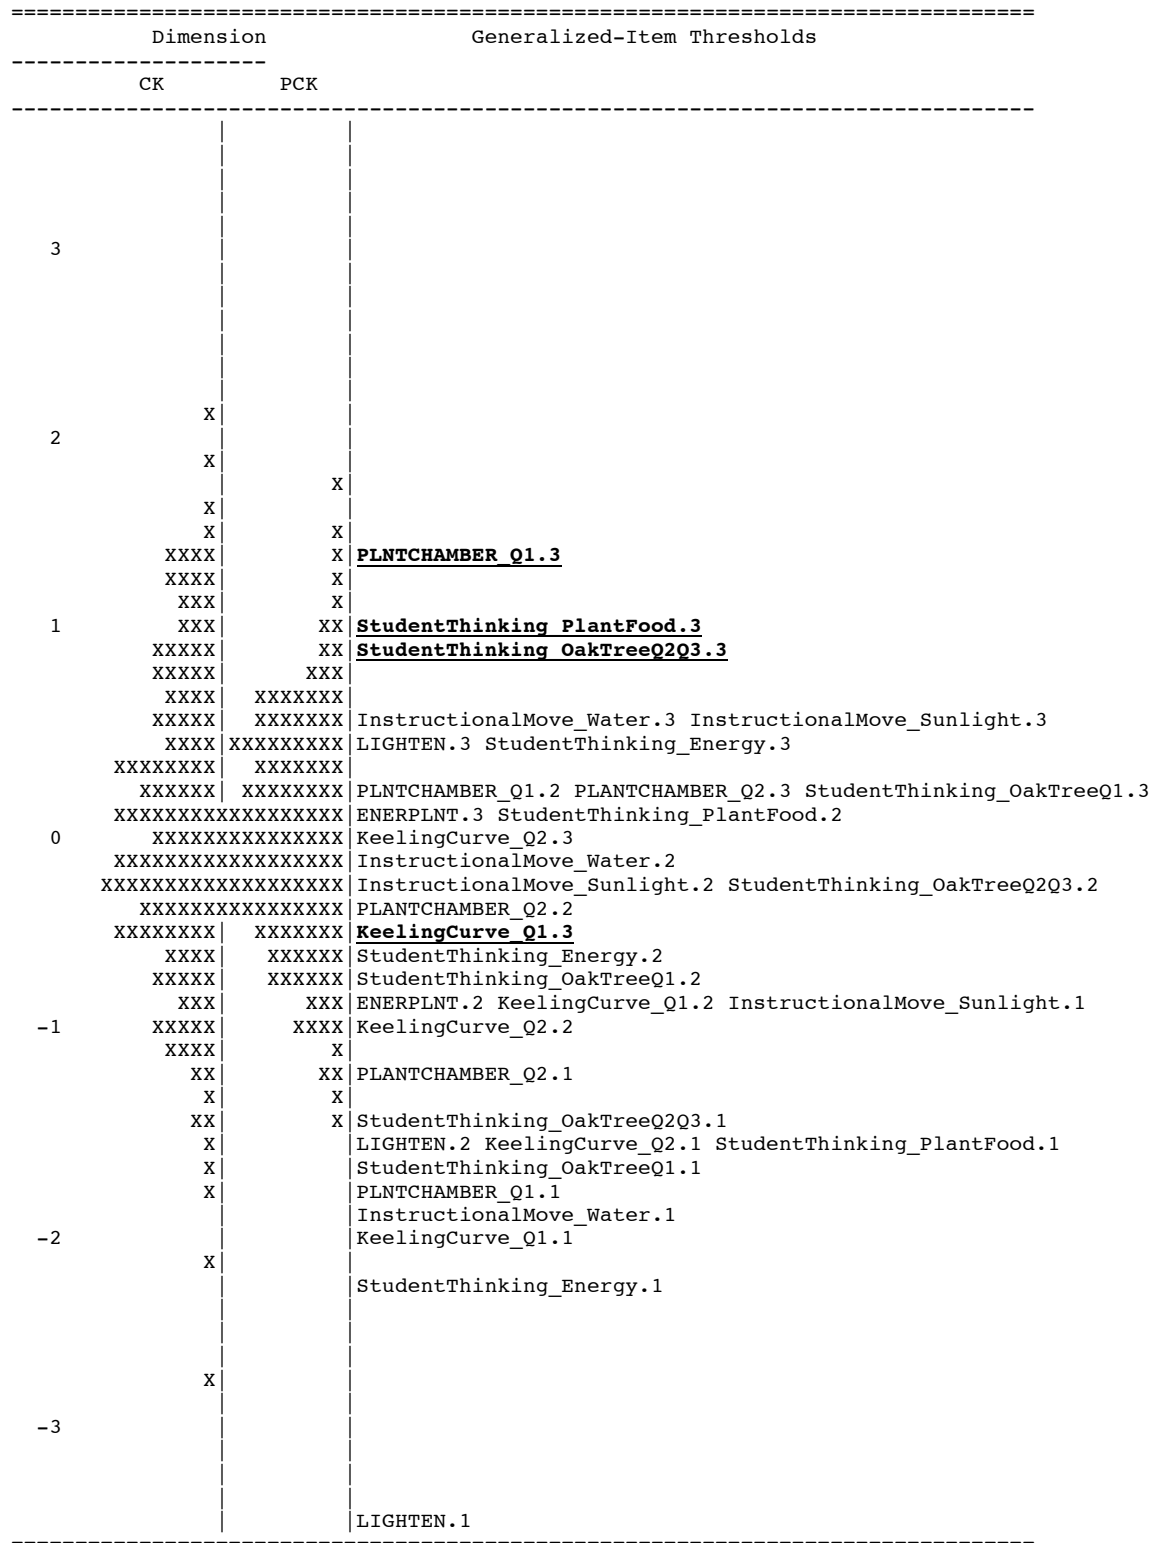 ================================================================================
Dimension                Generalized-Item Thresholds
--------------------
CK         PCK
--------------------------------------------------------------------------------
|         |
|         |
|         |
|         |
|         |
3             |         |
|         |
|         |
|         |
|         |
|         |
|         |
X|         |
2             |         |
X|         |
|        X|
X|         |
X|        X|
XXXX|        X|PLNTCHAMBER_Q1.3
XXXX|        X|
XXX|        X|
1          XXX|       XX|StudentThinking_PlantFood.3
XXXXX|       XX|StudentThinking_OakTreeQ2Q3.3
XXXXX|      XXX|
XXXX|  XXXXXXX|
XXXXX|  XXXXXXX|InstructionalMove_Water.3 InstructionalMove_Sunlight.3
XXXX|XXXXXXXXX|LIGHTEN.3 StudentThinking_Energy.3
XXXXXXXX|  XXXXXXX|
XXXXXX| XXXXXXXX|PLNTCHAMBER_Q1.2 PLANTCHAMBER_Q2.3 StudentThinking_OakTreeQ1.3
XXXXXXXXXXXXXXXXXX|ENERPLNT.3 StudentThinking_PlantFood.2
0        XXXXXXXXXXXXXXX|KeelingCurve_Q2.3
XXXXXXXXXXXXXXXXXX|InstructionalMove_Water.2
XXXXXXXXXXXXXXXXXXX|InstructionalMove_Sunlight.2 StudentThinking_OakTreeQ2Q3.2
XXXXXXXXXXXXXXXX|PLANTCHAMBER_Q2.2
XXXXXXXX|  XXXXXXX|KeelingCurve_Q1.3
XXXX|   XXXXXX|StudentThinking_Energy.2
XXXXX|   XXXXXX|StudentThinking_OakTreeQ1.2
XXX|      XXX|ENERPLNT.2 KeelingCurve_Q1.2 InstructionalMove_Sunlight.1
-1        XXXXX|     XXXX|KeelingCurve_Q2.2
XXXX|        X|
XX|       XX|PLANTCHAMBER_Q2.1
X|        X|
XX|        X|StudentThinking_OakTreeQ2Q3.1
X|         |LIGHTEN.2 KeelingCurve_Q2.1 StudentThinking_PlantFood.1
X|         |StudentThinking_OakTreeQ1.1
X|         |PLNTCHAMBER_Q1.1
|         |InstructionalMove_Water.1
-2             |         |KeelingCurve_Q1.1
X|         |
|         |StudentThinking_Energy.1
|         |
|         |
|         |
X|         |
|         |
-3             |         |
|         |
|         |
|         |
|         |LIGHTEN.1
================================================================================